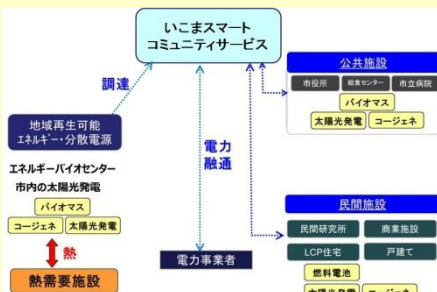 いこまスマート
コミュニティサービス
公共施設
市役所 給食センター 市立病院
バイオマス
太陽光発電 コージェネ
調達
地域再生可能
エネルギー・分散電源
エネルギーバイオセンター
市内の太陽光発電
バイオマス
コージェネ 太陽光発電
熱
熱需要施設
電力
融通
電力事業者
民間施設
民間研究所 商業施設
LCP住宅 戸建て
燃料電池
太陽光発電 コージェネ